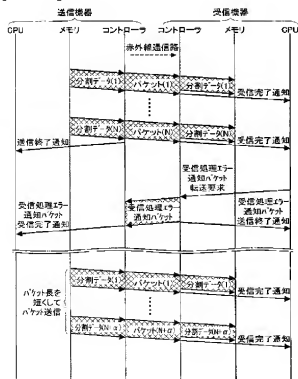 送信機器 受信機器
CPU メモリ コントローラ コントローラ メモリ CPU
赤外線通信路
分割データ(1) パケット(1) 分割データ(1)
受信完了通知
分割データ(N) パケット(N) 分割データ(N)
受信完了通知
送信終了通知
受信処理エラー
通知パケット
転送要求
受信処理エラー
通知パケット
受信完了通知
受信処理エラー
通知パケット
受信処理エラー
通知パケット
送信終了通知
パケット長を
短くして
パケット送信
分割データ(1) パケット(1) 分割データ(1)
受信完了通知
分割データ(N+α) パケット(N+α) 分割データ(N+α)
受信完了通知